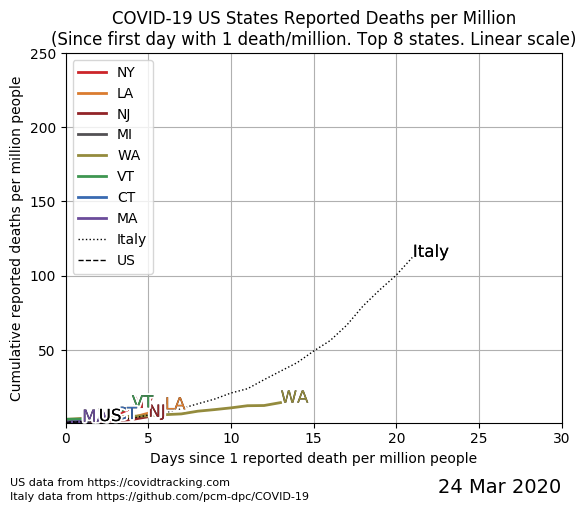 COVID-19 US States Reported Deaths per Million
(Since first day with 1 death/million. Top 8 states. Linear scale)
Cumulative reported deaths per million people
250
200
150
100
50
NY
LA
NJ
MI
WA
VT
CT
MA
Italy
US
Italy
WA
VT
LA
NJ
US
0
5
10
15
20
25
30
Days since 1 reported death per million people
US data from https://covidtracking.com
Italy data from https://github.com/pcm-dpc/COVID-19
24 Mar 2020